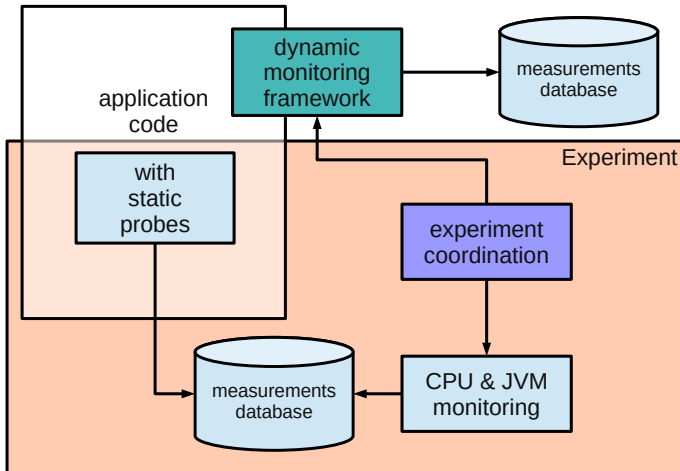 dynamic
monitoring
framework
measurements
database
application
code
Experiment
with
static
probes
experiment
coordination
measurements
database
CPU & JVM
monitoring